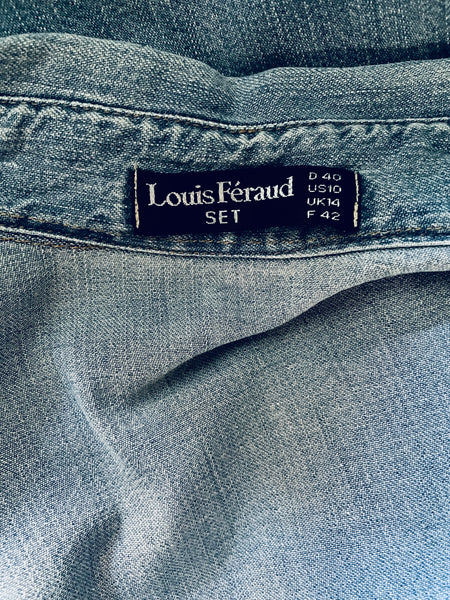 Louis Féraud
SET
D 40
US10
UK14
F 42